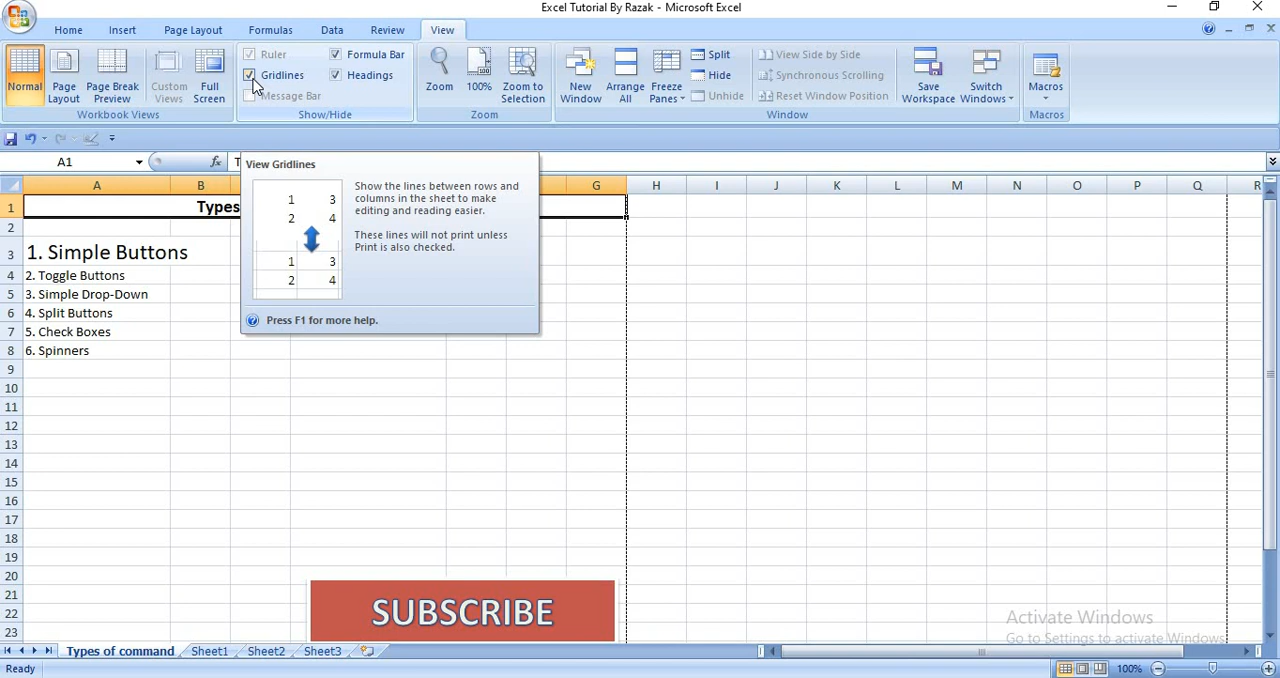 Excel Tutorial By Razak - Microsoft Excel
Home Insert Page Layout Formulas Data Review View
Ruler Formula Bar Split View Side by Side
Gridlines Headings Hide Synchronous Scrolling
Message Bar Unhide Reset Window Position
Normal Page Layout Page Break Preview Custom Views Full Screen Zoom 100% Zoom to Selection New Window Arrange All Freeze Panes Save Workspace Switch Windows Macros
Workbook Views Show/Hide Zoom Window Macros
A1 fx T
View Gridlines
1 3
2 4
1 3
2 4
Show the lines between rows and
columns in the sheet to make
editing and reading easier.
These lines will not print unless
Print is also checked.
Press F1 for more help.
A B G H I J K L M N O P Q R
1 Types
2
3 1. Simple Buttons
4 2. Toggle Buttons
5 3. Simple Drop-Down
6 4. Split Buttons
7 5. Check Boxes
8 6. Spinners
9
10
11
12
13
14
15
16
17
18
19
20
21
22
23
SUBSCRIBE
Activate Windows
Go to Settings to activate Windows.
Types of command Sheet1 Sheet2 Sheet3
Ready 100%